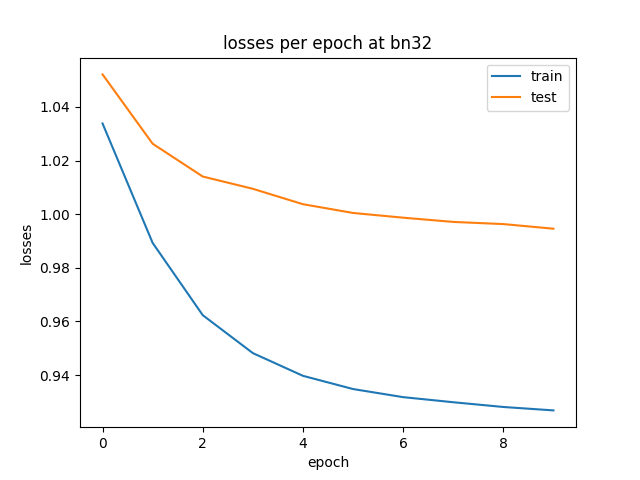 losses per epoch at bn32
train
test
1.04
1.02
1.00
0.98
0.96
0.94
losses
0 2 4 6 8
epoch